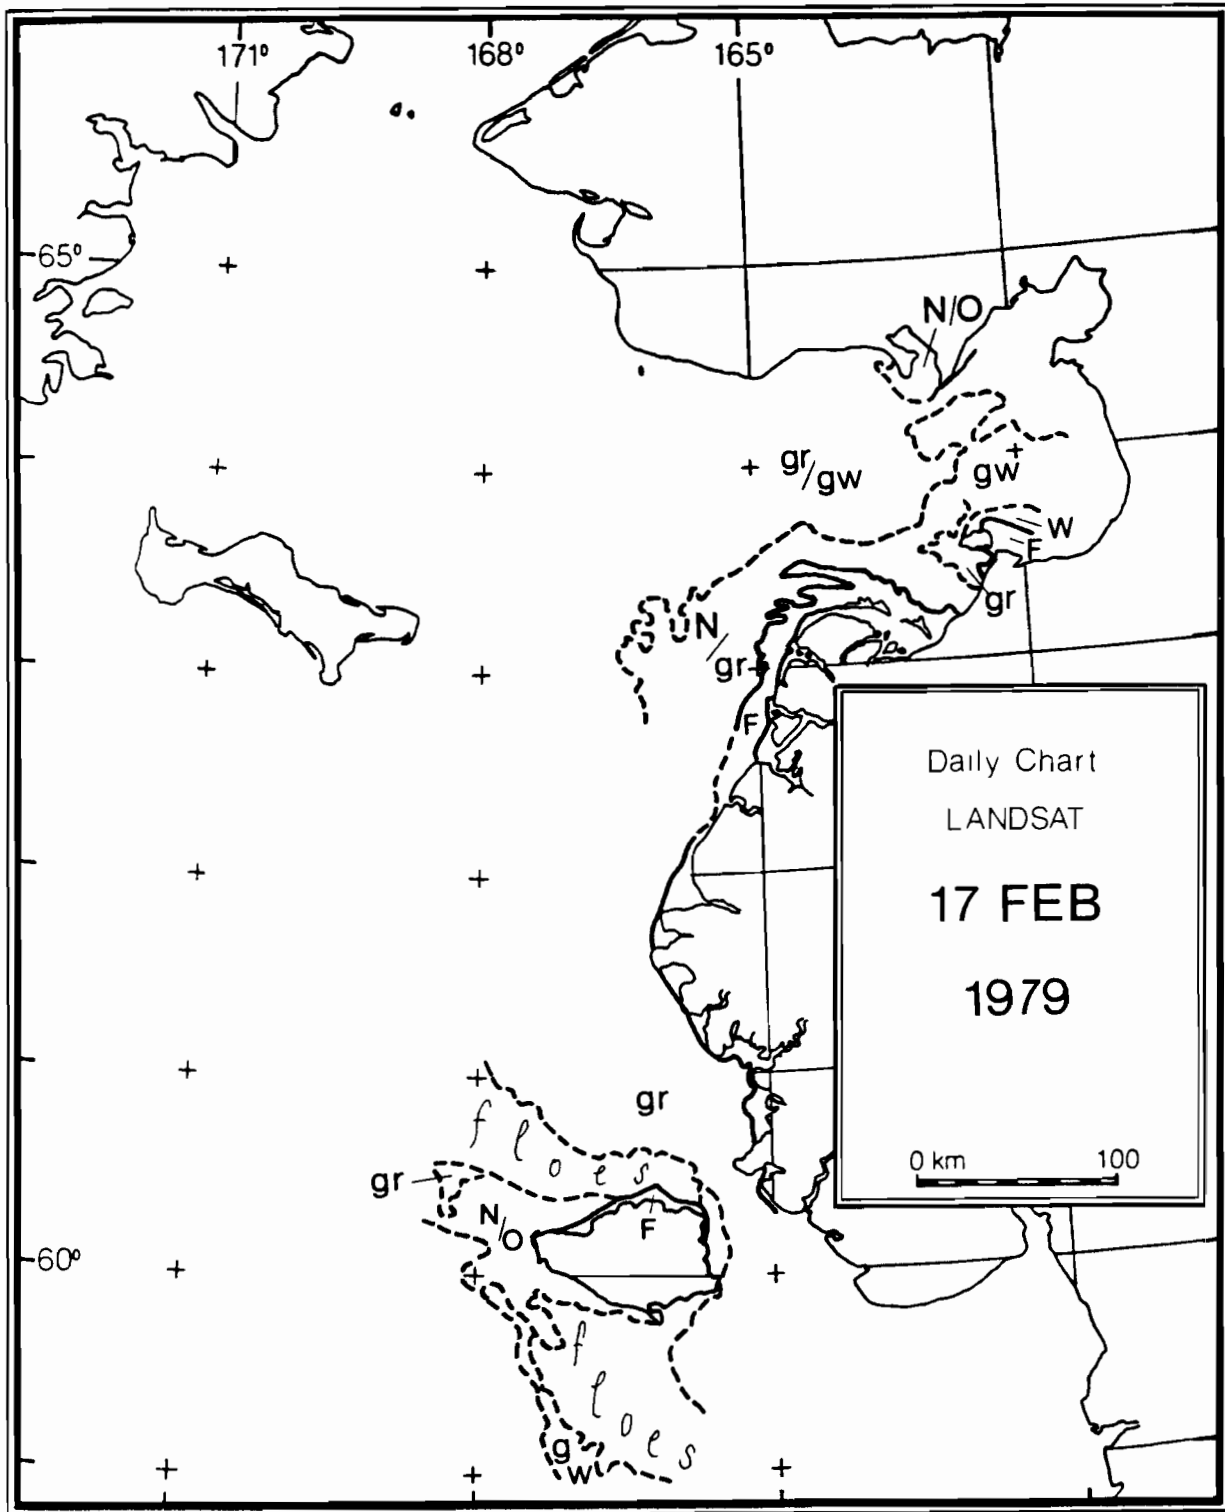 171° 168° 165°
65°
N/O
gr/gw
gw
W
F
gr
N/gr
F
Daily Chart
LANDSAT
17 FEB
1979
0 km 100
gr
floes
gr
N/O
F
60°
floes
gw